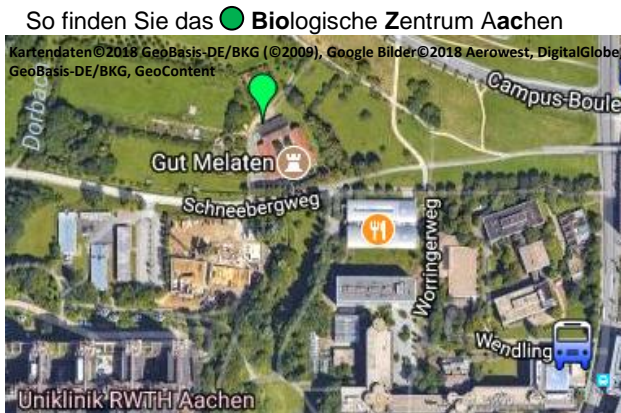 So finden Sie das Biologische Zentrum Aachen
Kartendaten©2018 GeoBasis-DE/BKG (©2009), Google Bilder©2018 Aerowest, DigitalGlobe,
GeoBasis-DE/BKG, GeoContent
Campus-Boule
Dorbach
Gut Melaten
Schneebergweg
Worringerweg
Wendling
Uniklinik RWTH Aachen